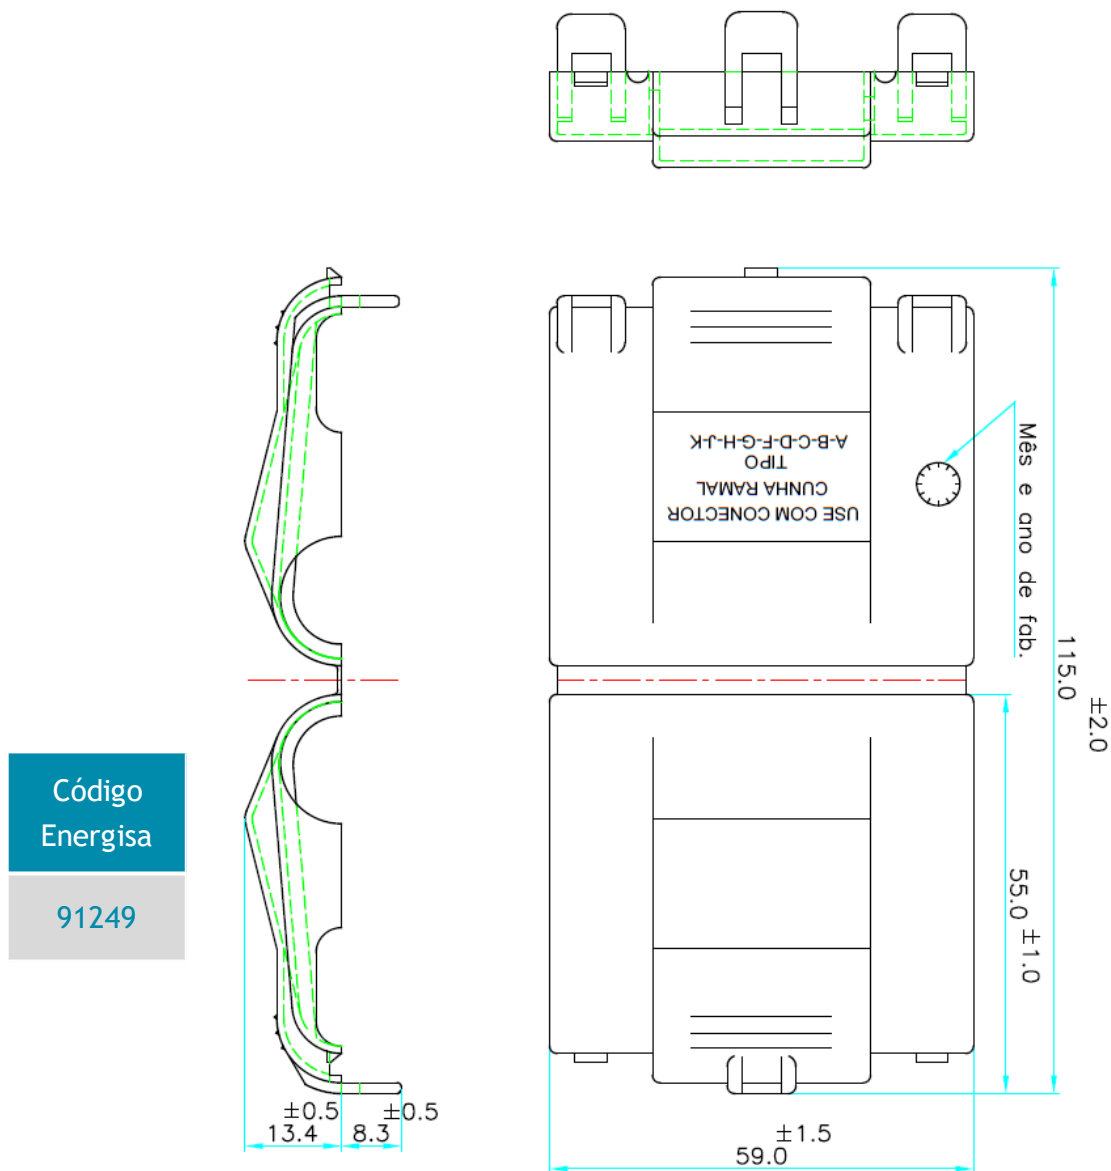 A-B-C-D-F-G-H-J-K
TIPO
CUNHA RAMAL
USE COM CONECTOR
Mês e ano de fab.
115.0
±2.0
55.0
±1.0
Código
Energisa
91249
±0.5
13.4
±0.5
8.3
±1.5
59.0